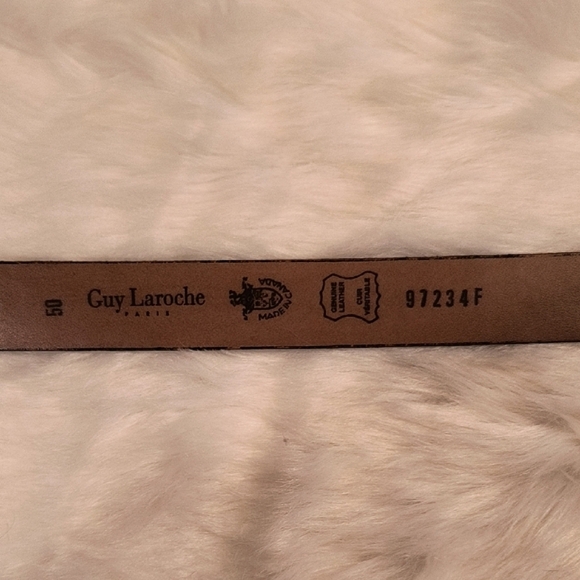 50
Guy Laroche
PARIS
MADE IN CANADA
GENUINE LEATHER
CUIR VÉRITABLE
97234F